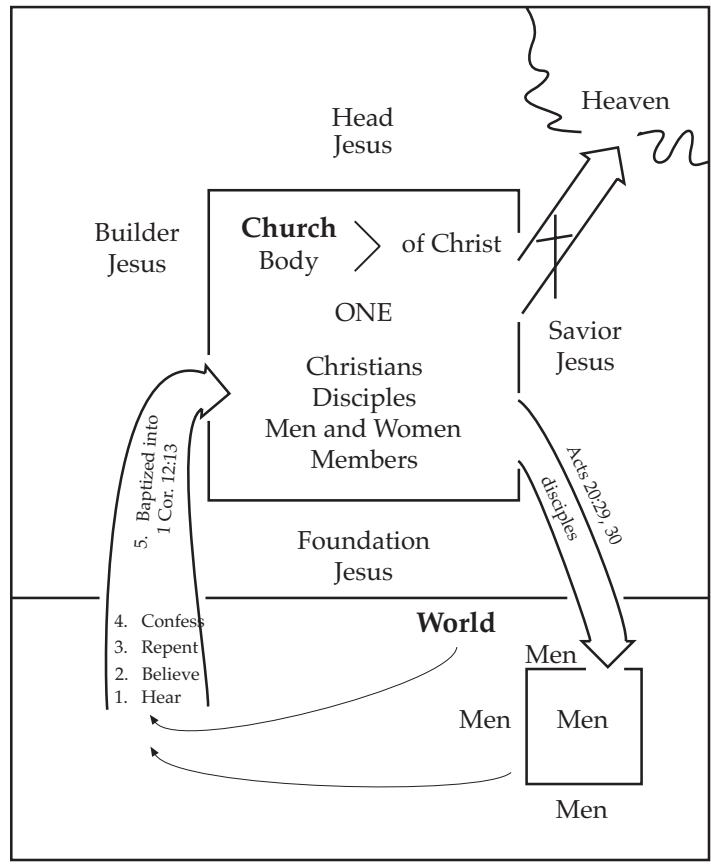 Heaven
Head
Jesus
Builder
Jesus
Church
Body
of Christ
ONE
Christians
Disciples
Men and Women
Members
Savior
Jesus
5. Baptized into
1 Cor. 12:13
Acts 20:29, 30
disciples
Foundation
Jesus
4. Confess
3. Repent
2. Believe
1. Hear
World
Men
Men
Men
Men